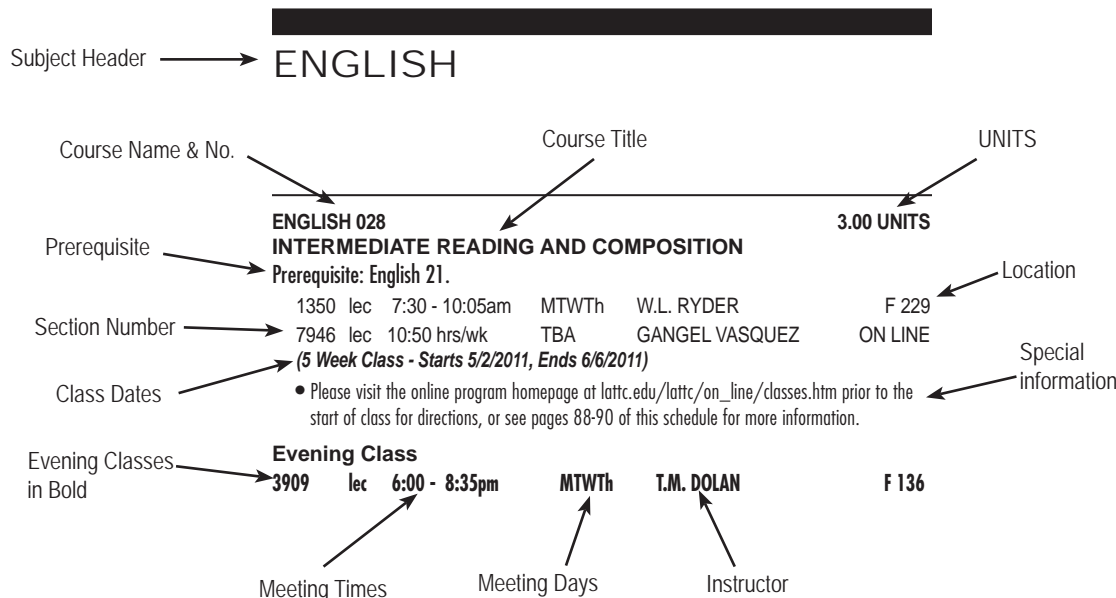 Subject Header
ENGLISH
Course Name & No.
Course Title
UNITS
ENGLISH 028 3.00 UNITS
INTERMEDIATE READING AND COMPOSITION
Prerequisite
Prerequisite: English 21.
Location
1350 lec 7:30 - 10:05am MTWTh W.L. RYDER F 229
Section Number
7946 lec 10:50 hrs/wk TBA GANGEL VASQUEZ ON LINE
(5 Week Class - Starts 5/2/2011, Ends 6/6/2011)
Class Dates
Special
information
• Please visit the online program homepage at lattc.edu/lattc/on_line/classes.htm prior to the
start of class for directions, or see pages 88-90 of this schedule for more information.
Evening Classes
in Bold
Evening Class
3909 lec 6:00 - 8:35pm MTWTh T.M. DOLAN F 136
Meeting Times
Meeting Days
Instructor